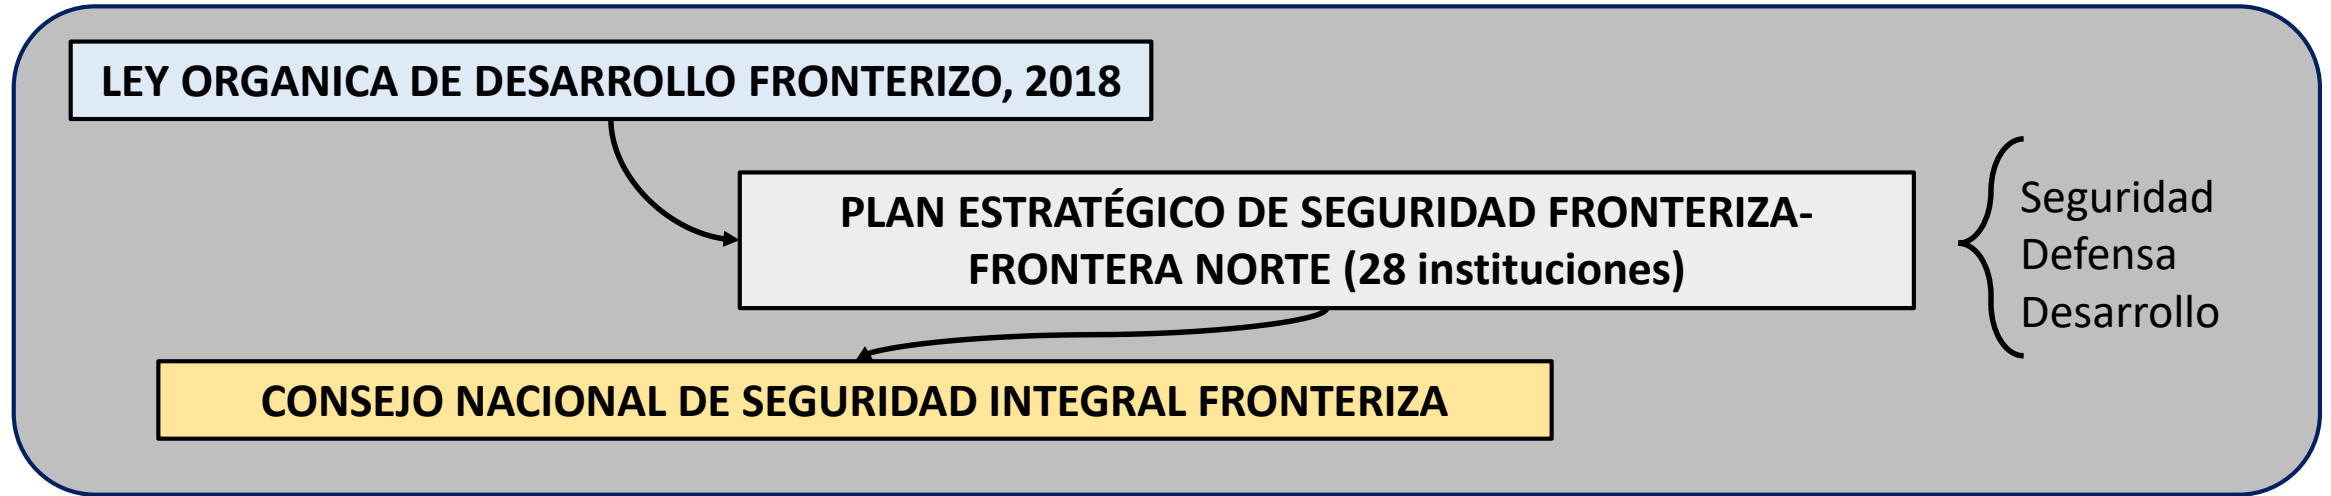 LEY ORGANICA DE DESARROLLO FRONTERIZO, 2018
PLAN ESTRATÉGICO DE SEGURIDAD FRONTERIZA-
FRONTERA NORTE (28 instituciones)
Seguridad
Defensa
Desarrollo
CONSEJO NACIONAL DE SEGURIDAD INTEGRAL FRONTERIZA